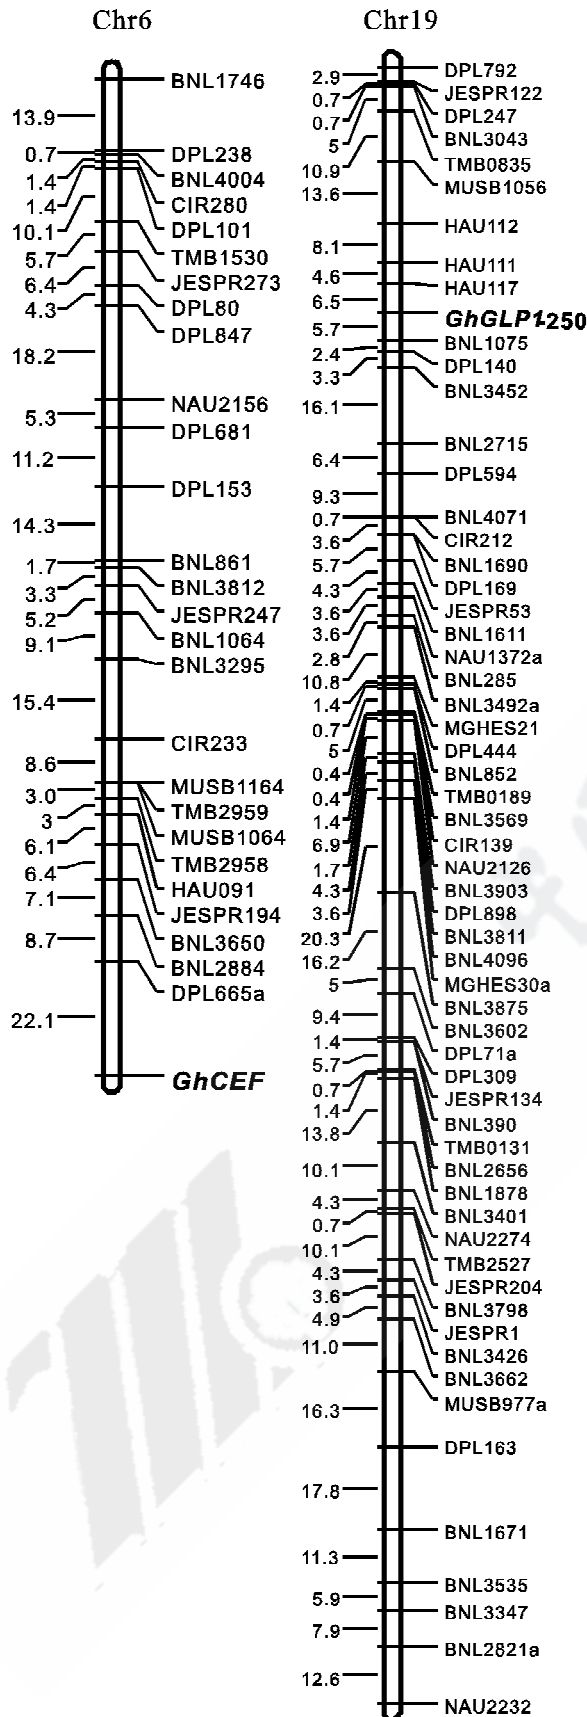 Chr6
BNL1746
13.9
0.7
DPL238
1.4
BNL4004
1.4
CIR280
10.1
DPL101
5.7
TMB1530
6.4
JESPR273
4.3
DPL80
DPL847
18.2
NAU2156
5.3
DPL681
11.2
DPL153
14.3
1.7
BNL861
3.3
BNL3812
5.2
JESPR247
9.1
BNL1064
BNL3295
15.4
CIR233
8.6
3.0
MUSB1164
3
TMB2959
6.1
MUSB1064
6.4
TMB2958
7.1
HAU091
8.7
JESPR194
BNL3650
BNL2884
DPL665a
22.1
GhCEF
Chr19
2.9
DPL792
0.7
JESPR122
0.7
DPL247
5
BNL3043
10.9
TMB0835
13.6
MUSB1056
HAU112
8.1
HAU111
4.6
HAU117
6.5
GhGLP1-250
5.7
BNL1075
2.4
DPL140
3.3
BNL3452
16.1
BNL2715
6.4
DPL594
9.3
0.7
BNL4071
3.6
CIR212
5.7
BNL1690
4.3
DPL169
3.6
JESPR53
3.6
BNL1611
2.8
NAU1372a
10.8
BNL285
1.4
BNL3492a
0.7
MGHES21
5
DPL444
0.4
BNL852
0.4
TMB0189
1.4
BNL3569
6.9
CIR139
1.7
NAU2126
4.3
BNL3903
3.6
DPL898
20.3
BNL3811
16.2
BNL4096
5
MGHES30a
9.4
BNL3875
1.4
BNL3602
5.7
DPL71a
0.7
DPL309
1.4
JESPR134
13.8
BNL390
TMB0131
10.1
BNL2656
4.3
BNL1878
0.7
BNL3401
10.1
NAU2274
4.3
TMB2527
3.6
JESPR204
4.9
BNL3798
11.0
JESPR1
BNL3426
BNL3662
16.3
MUSB977a
DPL163
17.8
BNL1671
11.3
BNL3535
5.9
BNL3347
7.9
BNL2821a
12.6
NAU2232